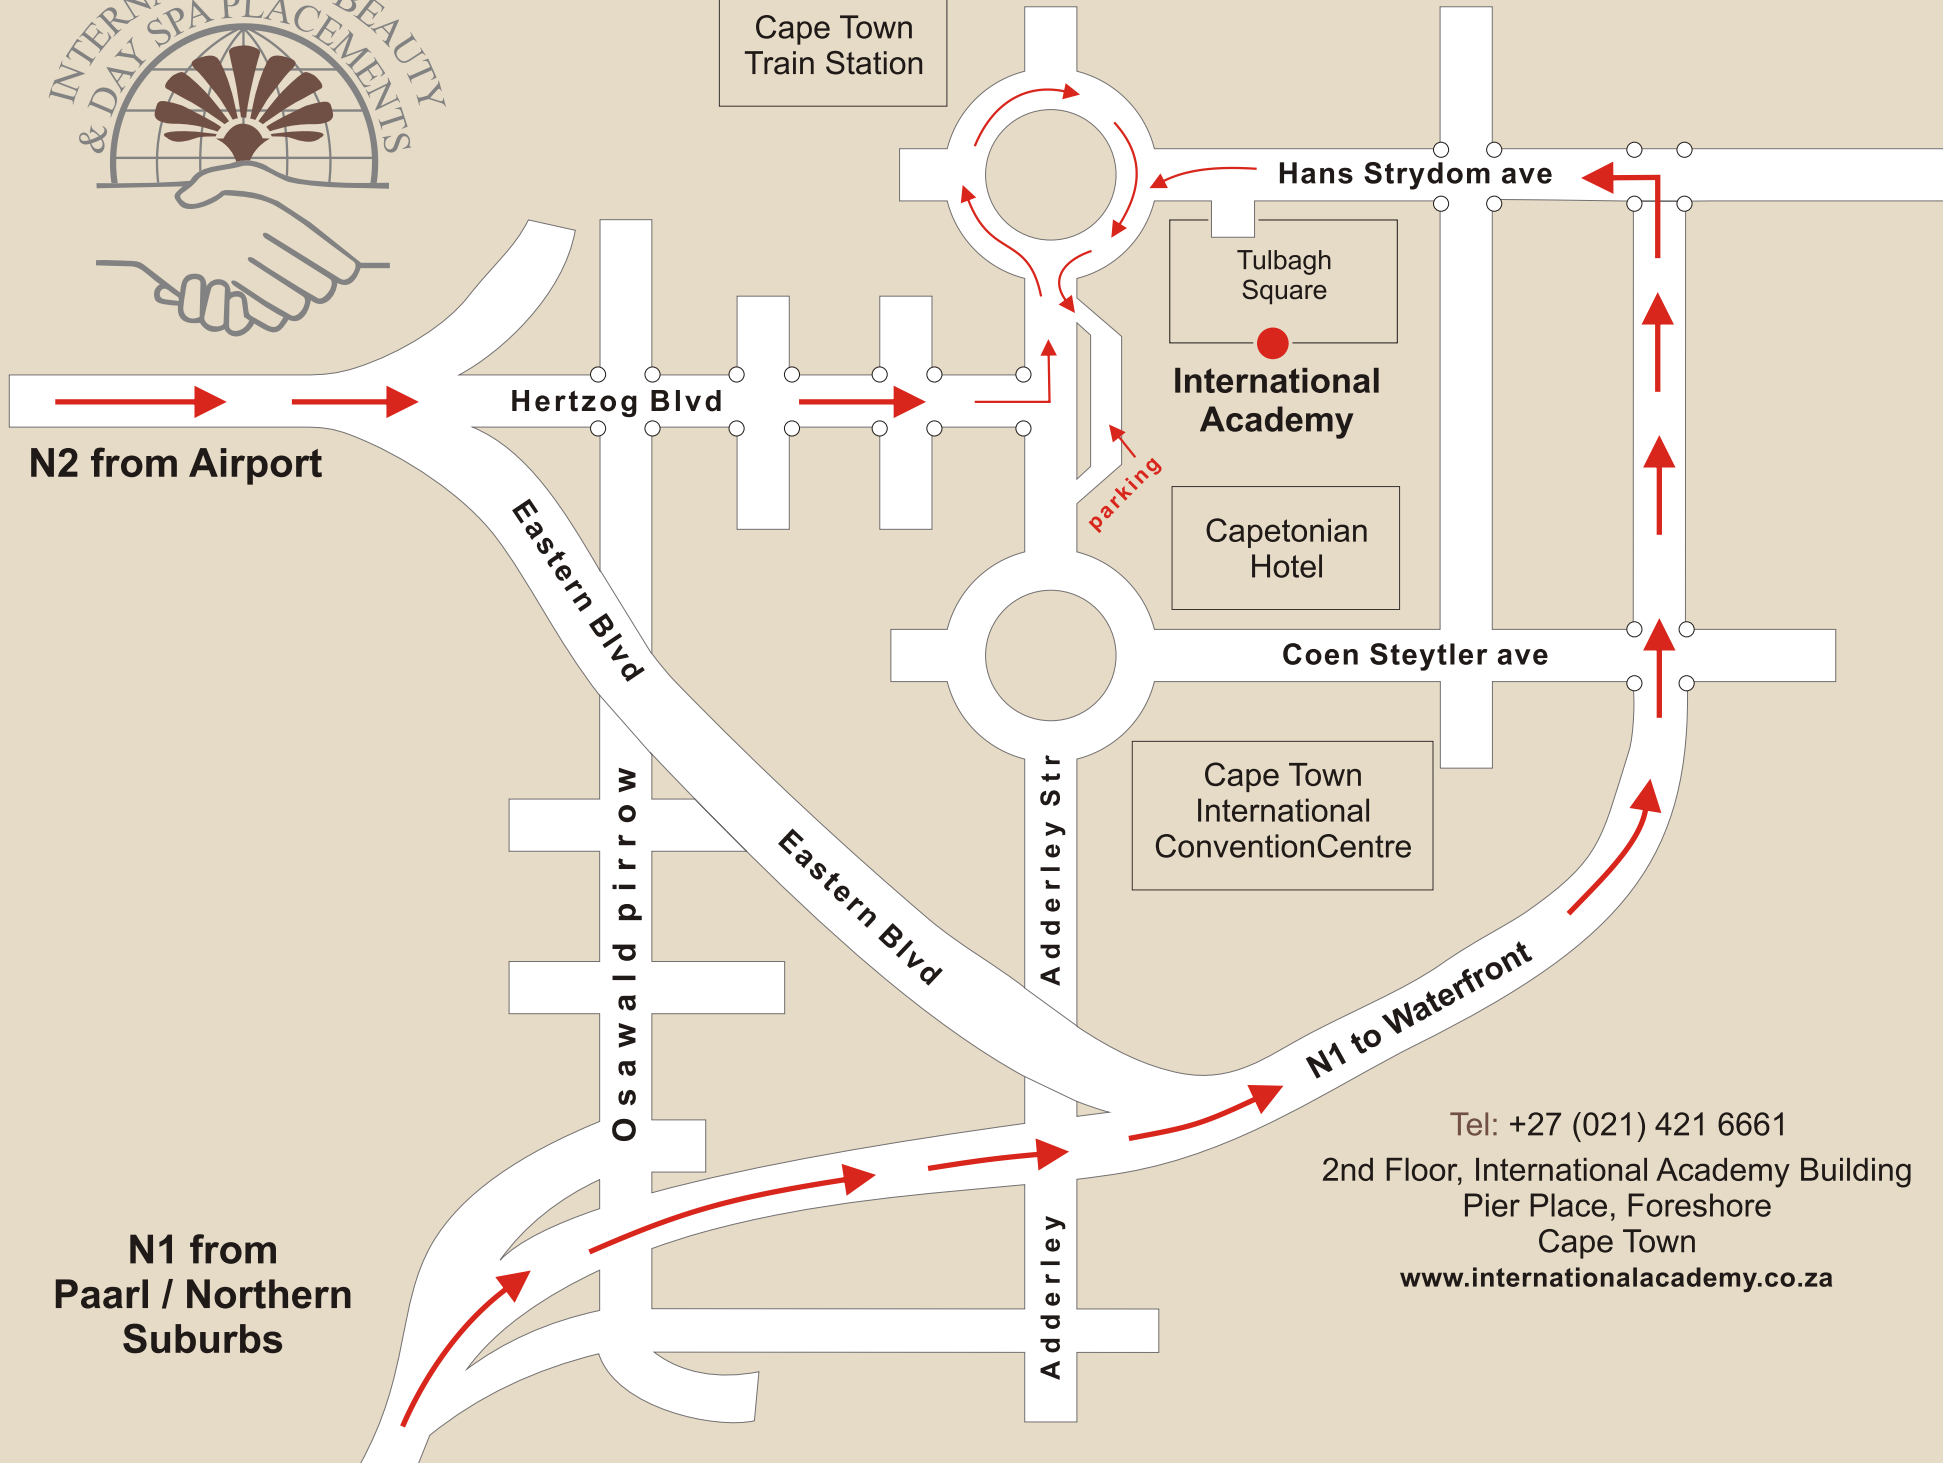 INTERNA BEAUTY
& DAY SPA PLACEMENTS
Cape Town
Train Station
Hans Strydom ave
Tulbagh
Square
International
Academy
Hertzog Blvd
N2 from Airport
parking
Eastern Blvd
Capetonian
Hotel
Coen Steytler ave
Osawald pirrow
Eastern Blvd
Adderley Str
Cape Town
International
ConventionCentre
N1 to Waterfront
Tel: +27 (021) 421 6661
2nd Floor, International Academy Building
Pier Place, Foreshore
Cape Town
www.internationalacademy.co.za
Adderley
N1 from
Paarl / Northern
Suburbs